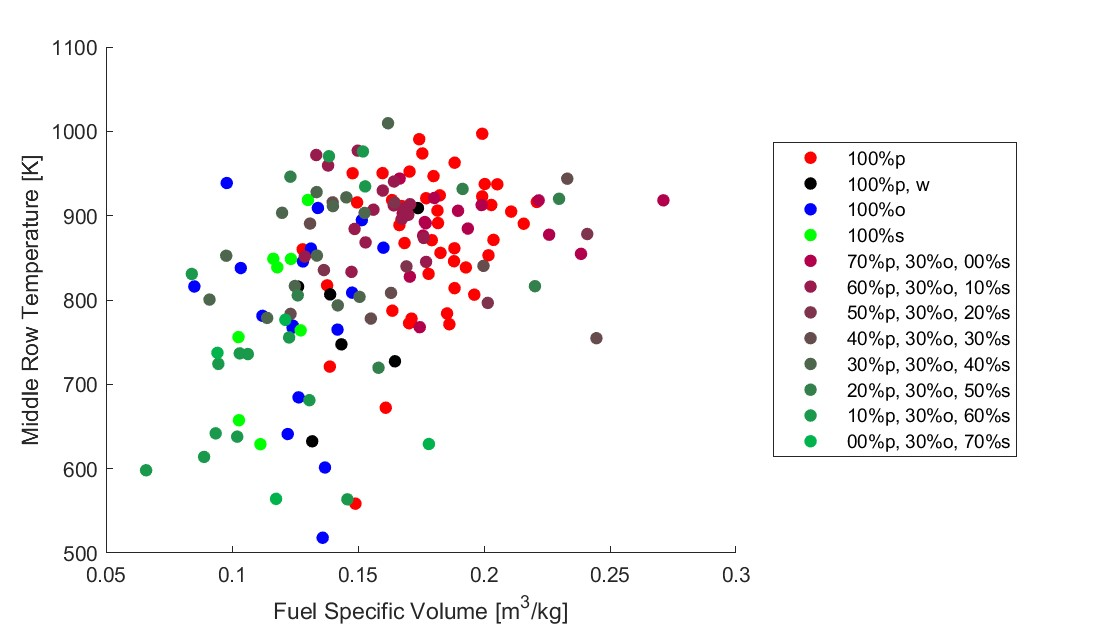 1100
1000
900
800
700
600
500
0.05
0.1
0.15
0.2
0.25
0.3
Middle Row Temperature [K]
Fuel Specific Volume [m³/kg]
100%p
100%p, w
100%o
100%s
70%p, 30%o, 00%s
60%p, 30%o, 10%s
50%p, 30%o, 20%s
40%p, 30%o, 30%s
30%p, 30%o, 40%s
20%p, 30%o, 50%s
10%p, 30%o, 60%s
00%p, 30%o, 70%s